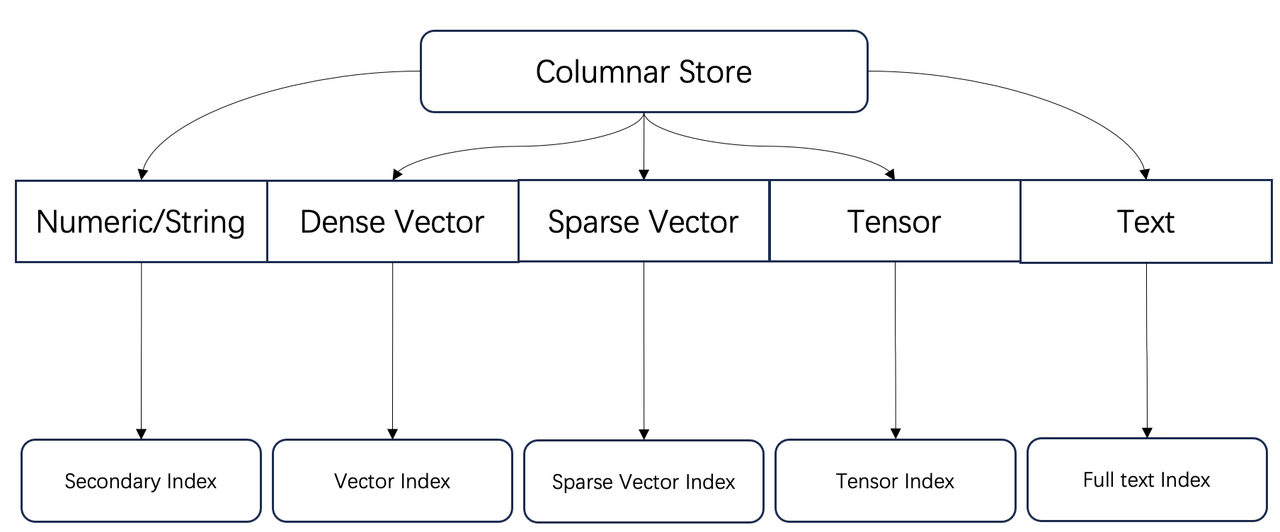 Columnar Store
Numeric/String
Dense Vector
Sparse Vector
Tensor
Text
Secondary Index
Vector Index
Sparse Vector Index
Tensor Index
Full text Index